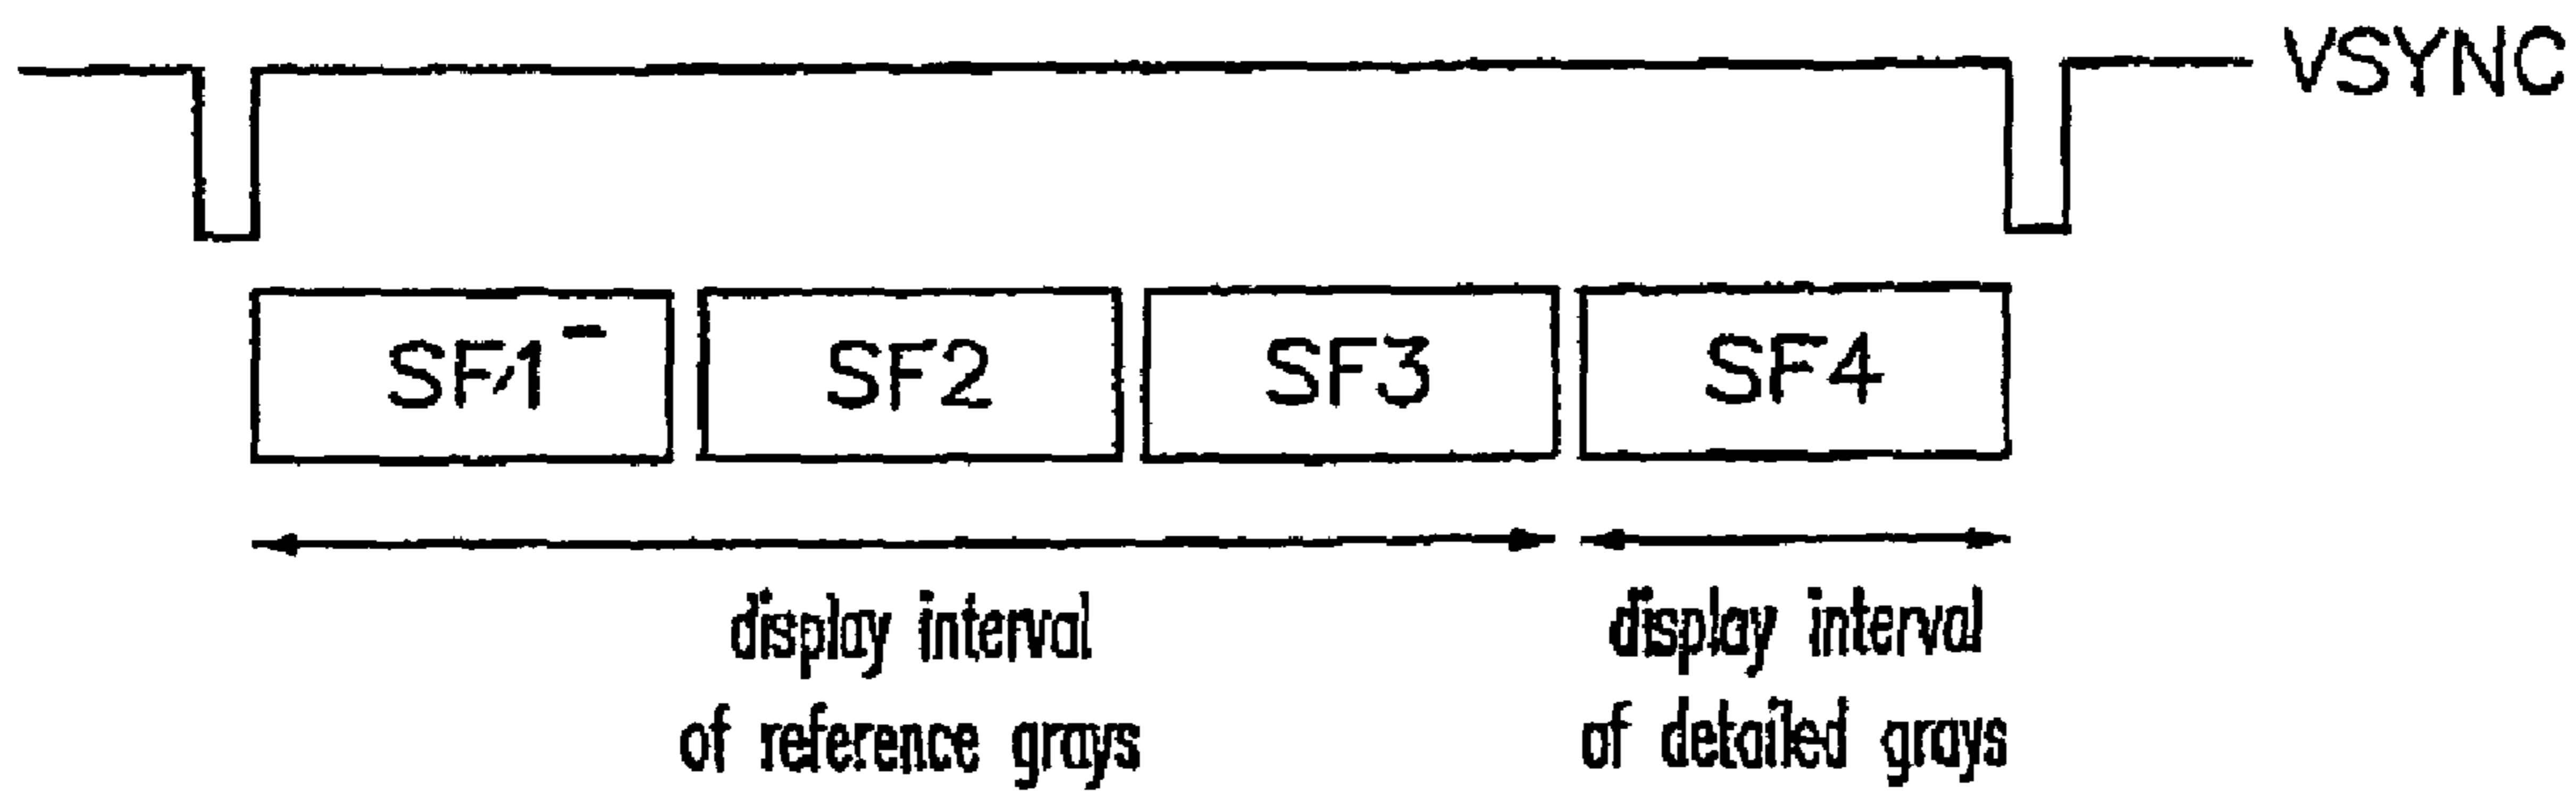 VSYNC
SF1 SF2 SF3 SF4
display interval
of reference grays
display interval
of detailed grays